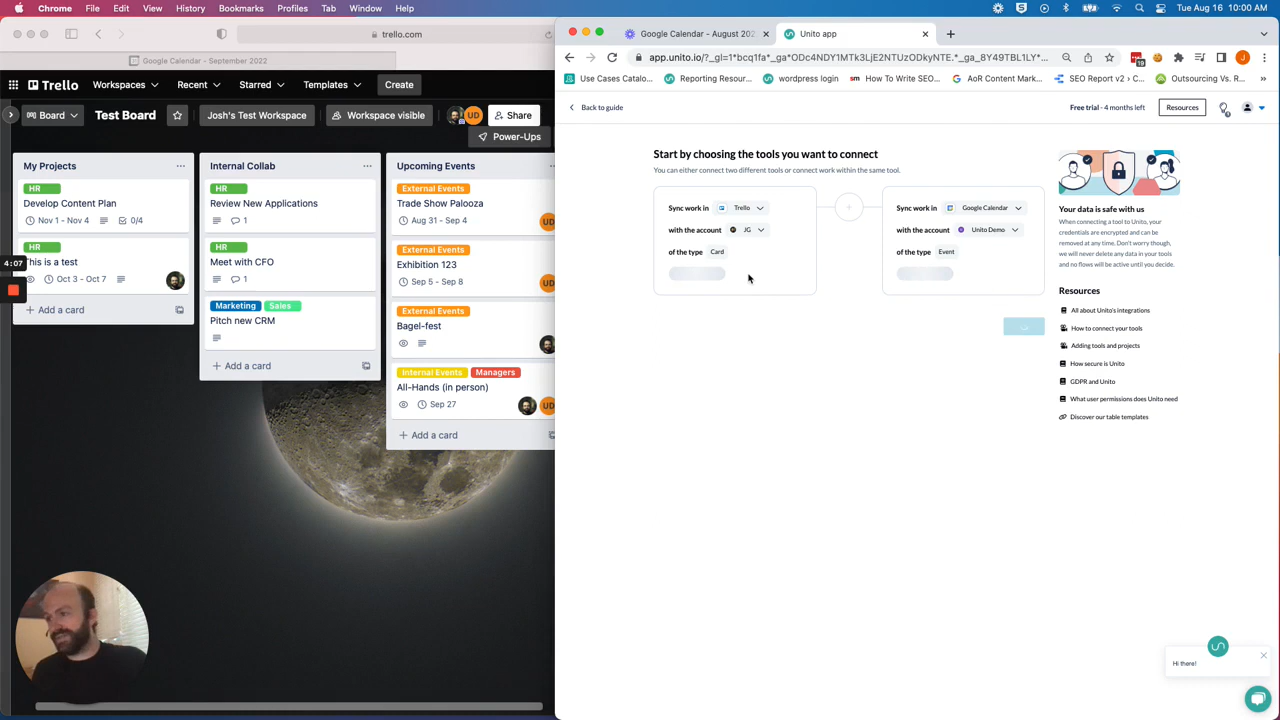 trello.com
Google Calendar - September 2022
Trello
Workspaces
Recent
Starred
Templates
Create
Board
Test Board
Josh's Test Workspace
Workspace visible
UD
Share
Power-Ups
My Projects
HR
Develop Content Plan
Nov 1 - Nov 4
0/4
HR
This is a test
Oct 3 - Oct 7
Add a card
4:07
Internal Collab
HR
Review New Applications
1
HR
Meet with CFO
1
Marketing
Sales
Pitch new CRM
Add a card
Upcoming Events
External Events
Trade Show Palooza
Aug 31 - Sep 4
UD
External Events
Exhibition 123
Sep 5 - Sep 8
UD
External Events
Bagel-fest
Internal Events
Managers
All-Hands (in person)
Sep 27
UD
Add a card
Tue Aug 16 10:00 AM
Google Calendar - August 202
Unito app
app.unito.io/?_gl=1*bcq1fa*_ga*ODc4NDY1MTk3LjE2NTUzODkyNTE.*_ga_8Y49TBL1LY*...
19
J
Use Cases Catalo...
Reporting Resour...
wordpress login
sm How To Write SEO...
AoR Content Mark...
SEO Report v2 › C...
Outsourcing Vs. R...
Back to guide
Free trial - 4 months left
Resources
Start by choosing the tools you want to connect
You can either connect two different tools or connect work within the same tool.
Sync work in Trello
with the account JG
of the type Card
Sync work in Google Calendar
with the account Unito Demo
of the type Event
Your data is safe with us
When connecting a tool to Unito, your
credentials are encrypted and can be
removed at any time. Don't worry though,
we will never delete any data in your tools
and no flows will be active until you decide.
Resources
All about Unito's integrations
How to connect your tools
Adding tools and projects
How secure is Unito
GDPR and Unito
What user permissions does Unito need
Discover our table templates
Hi there!